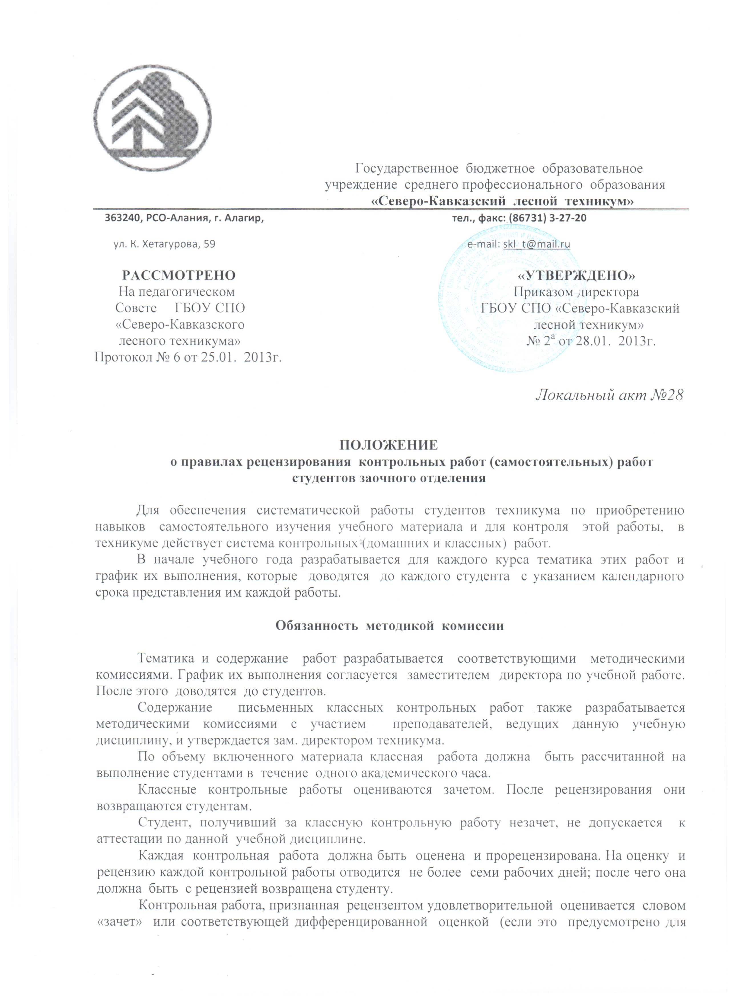 Государственное бюджетное образовательное
учреждение среднего профессионального образования
«Северо-Кавказский лесной техникум»
363240, РСО-Алания, г. Алагир,
тел., факс: (86731) 3-27-20
ул. К. Хетагурова, 59
e-mail: skl_t@mail.ru
РАССМОТРЕНО
На педагогическом
Совете ГБОУ СПО
«Северо-Кавказского
лесного техникума»
Протокол № 6 от 25.01. 2013г.
«УТВЕРЖДЕНО»
Приказом директора
ГБОУ СПО «Северо-Кавказский
лесной техникум»
№ 2а от 28.01. 2013г.
Локальный акт №28
ПОЛОЖЕНИЕ
о правилах рецензирования контрольных работ (самостоятельных) работ
студентов заочного отделения
Для обеспечения систематической работы студентов техникума по приобретению
навыков самостоятельного изучения учебного материала и для контроля этой работы, в
техникуме действует система контрольных (домашних и классных) работ.
В начале учебного года разрабатывается для каждого курса тематика этих работ и
график их выполнения, которые доводятся до каждого студента с указанием календарного
срока представления им каждой работы.
Обязанность методикой комиссии
Тематика и содержание работ разрабатывается соответствующими методическими
комиссиями. График их выполнения согласуется заместителем директора по учебной работе.
После этого доводятся до студентов.
Содержание письменных классных контрольных работ также разрабатывается
методическими комиссиями с участием преподавателей, ведущих данную учебную
дисциплину, и утверждается зам. директором техникума.
По объему включенного материала классная работа должна быть рассчитанной на
выполнение студентами в течение одного академического часа.
Классные контрольные работы оцениваются зачетом. После рецензирования они
возвращаются студентам.
Студент, получивший за классную контрольную работу незачет, не допускается к
аттестации по данной учебной дисциплине.
Каждая контрольная работа должна быть оценена и прорецензирована. На оценку и
рецензию каждой контрольной работы отводится не более семи рабочих дней; после чего она
должна быть с рецензией возвращена студенту.
Контрольная работа, признанная рецензентом удовлетворительной оценивается словом
«зачет» или соответствующей дифференцированной оценкой (если это предусмотрено для